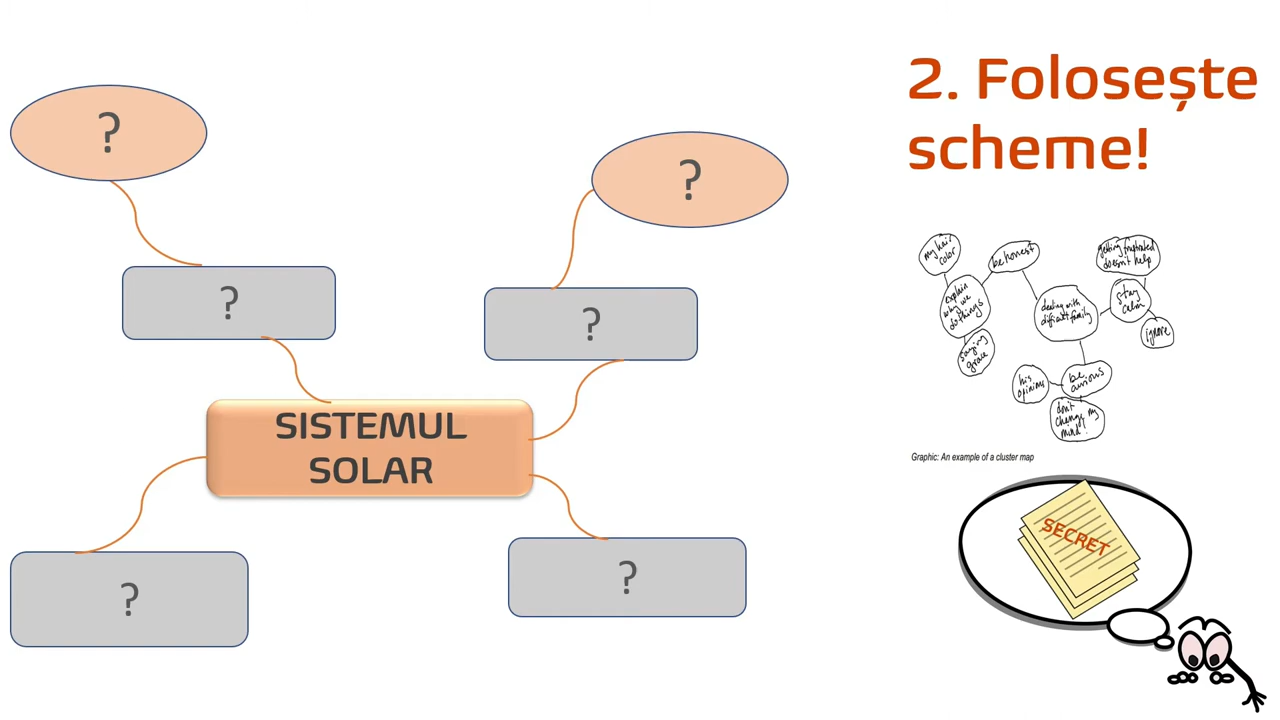 2. Folosește
scheme!
?
?
?
?
SISTEMUL
SOLAR
?
?
my hair
color
be honest
getting frustrated
doesn't help
explain
why we
do things
dealing with
difficult family
stay
calm
ignore
saying
grace
his
opinions
be
curious
don't
change my
mind!
Graphic: An example of a cluster map
SECRET